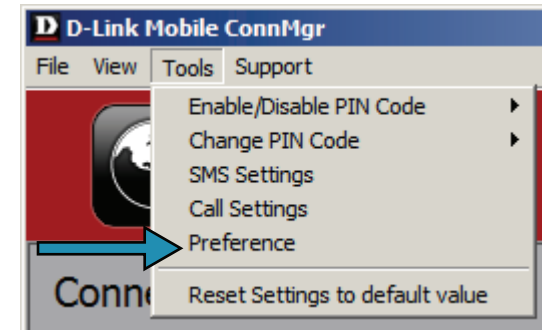 D D-Link Mobile ConnMgr
File View Tools Support
Enable/Disable PIN Code
Change PIN Code
SMS Settings
Call Settings
Preference
Reset Settings to default value
Conne